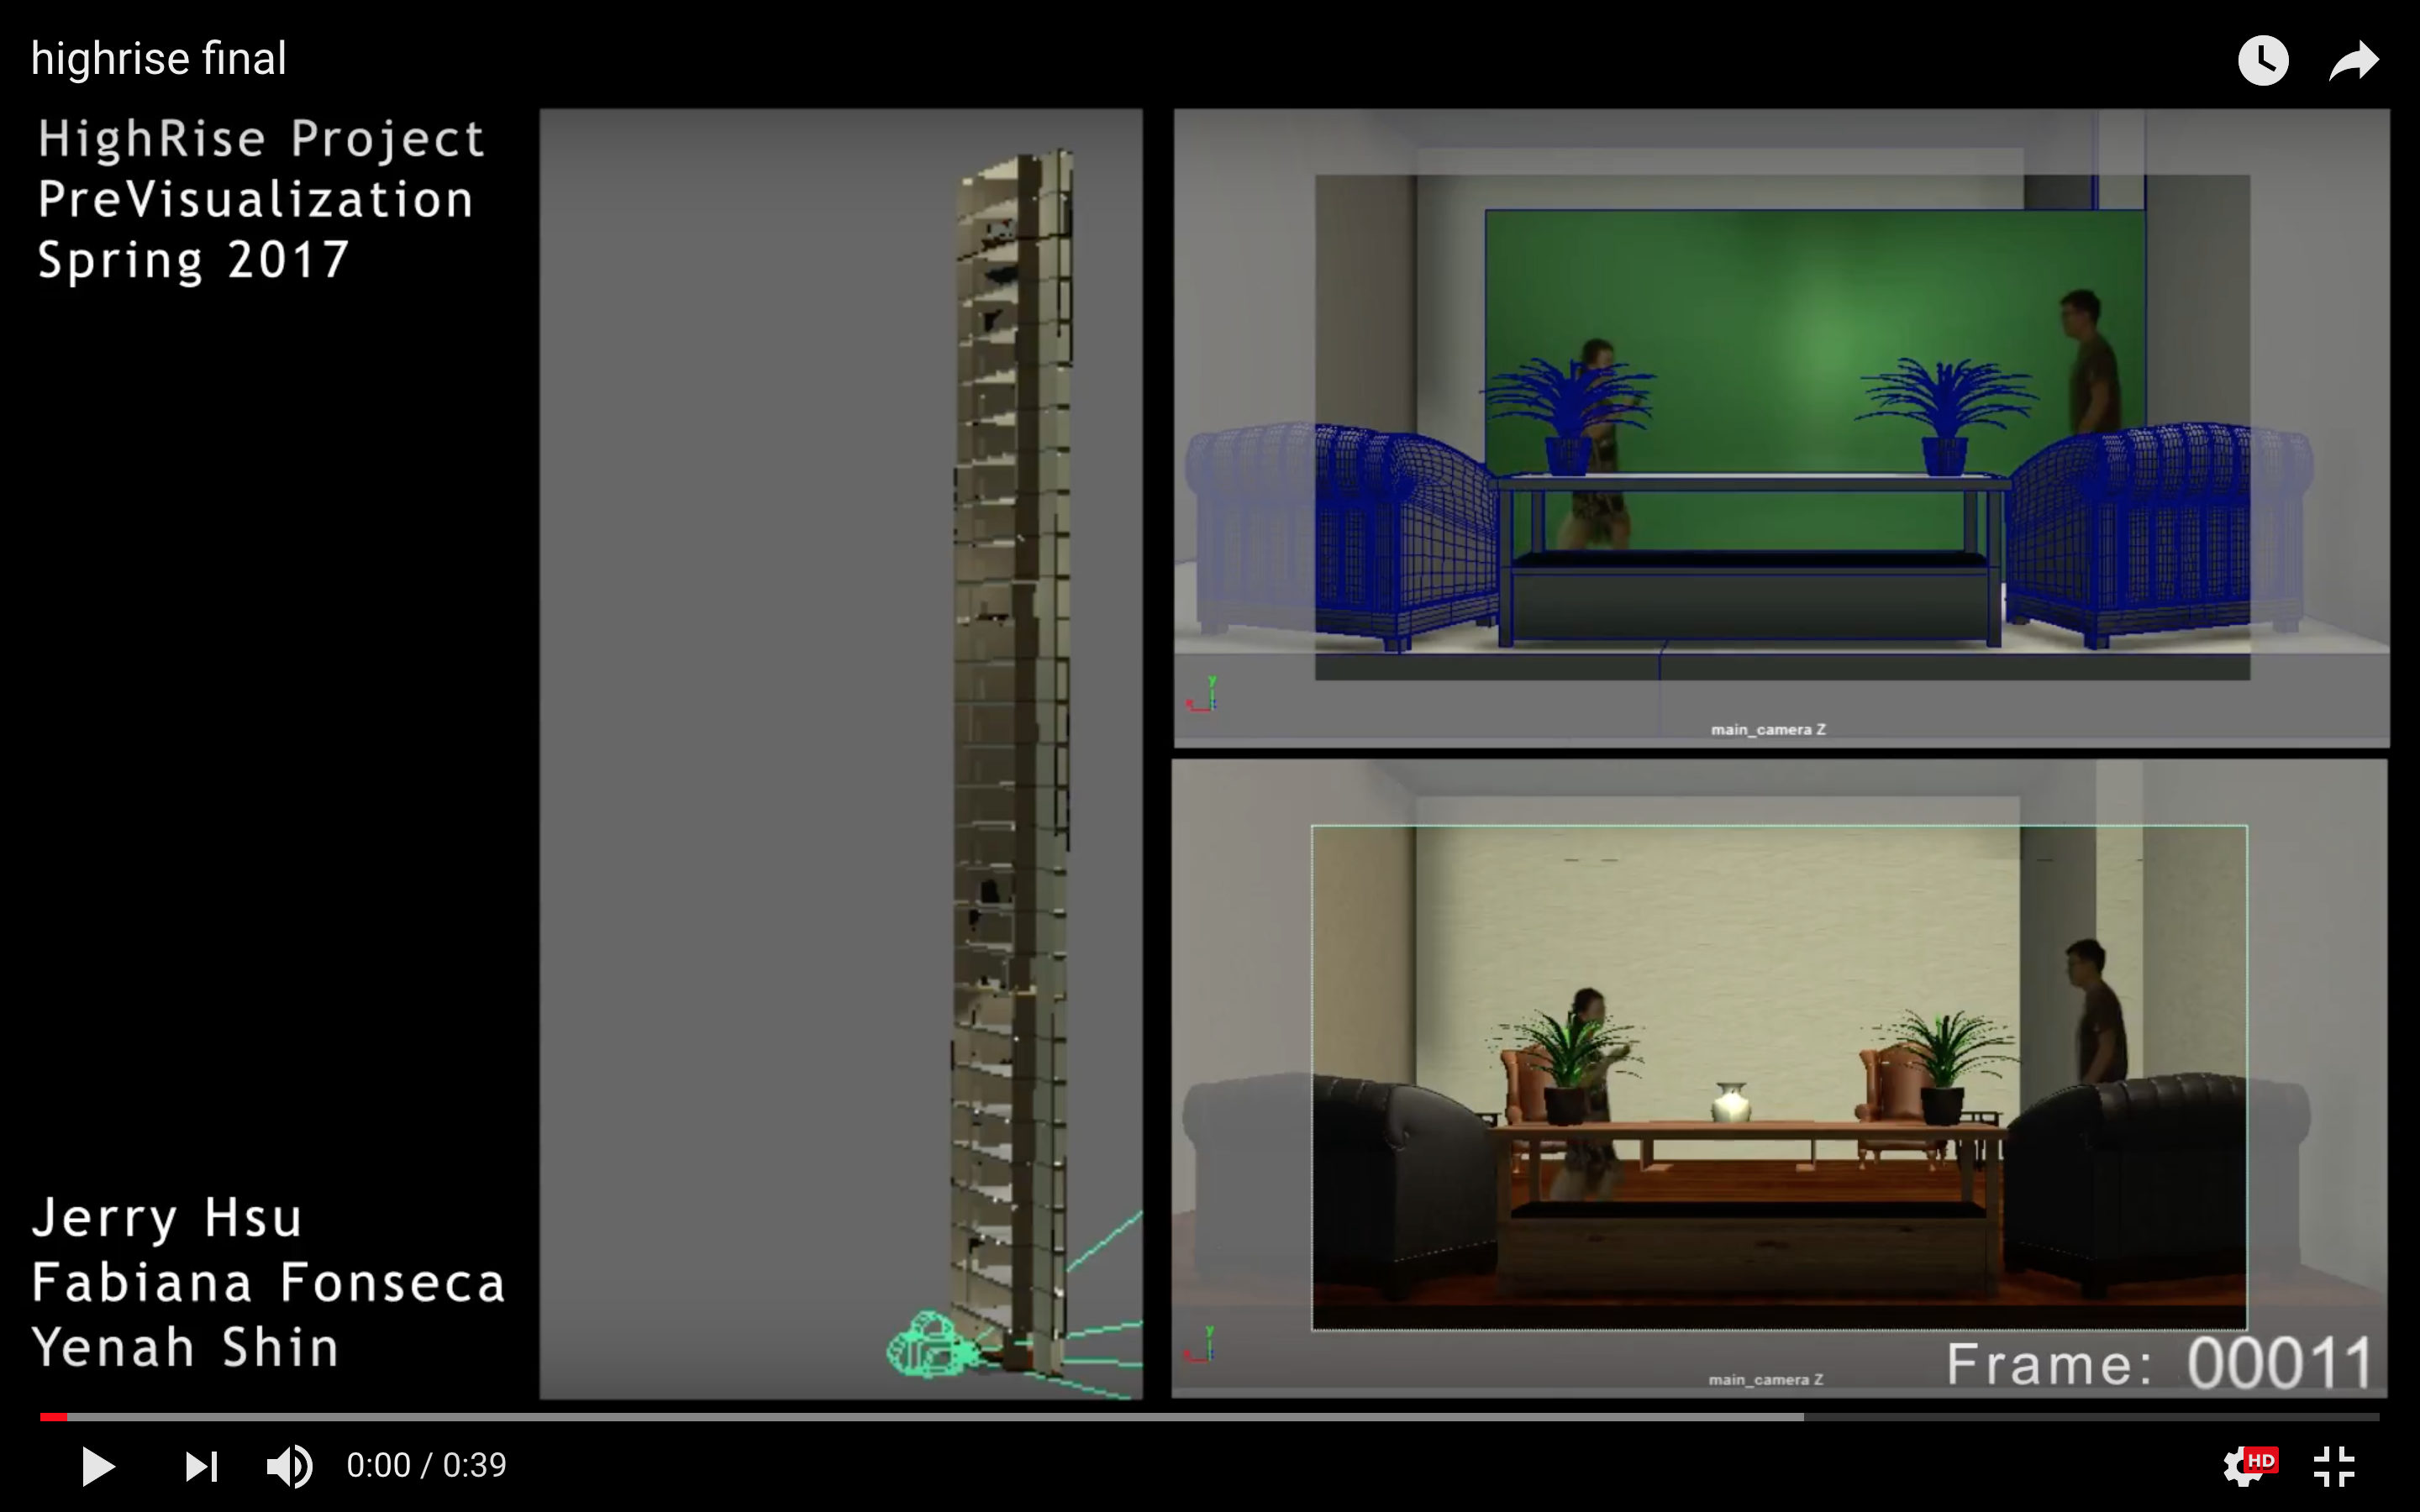 highrise final
HighRise Project
PreVisualization
Spring 2017
y
main_camera Z
Jerry Hsu
Fabiana Fonseca
Yenah Shin
y
main_camera Z
Frame: 00011
0:00 / 0:39
HD